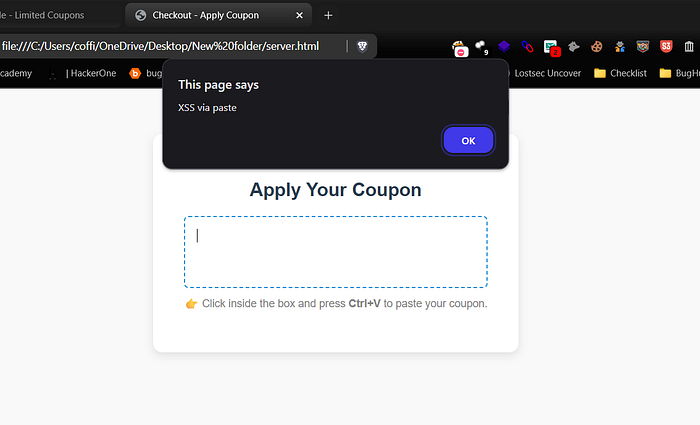 le - Limited Coupons
Checkout - Apply Coupon
file:///C:/Users/coffi/OneDrive/Desktop/New%20folder/server.html
9
2
S3
cademy
| HackerOne
bug
Lostsec Uncover
Checklist
BugHu
This page says
XSS via paste
OK
Apply Your Coupon
Click inside the box and press Ctrl+V to paste your coupon.